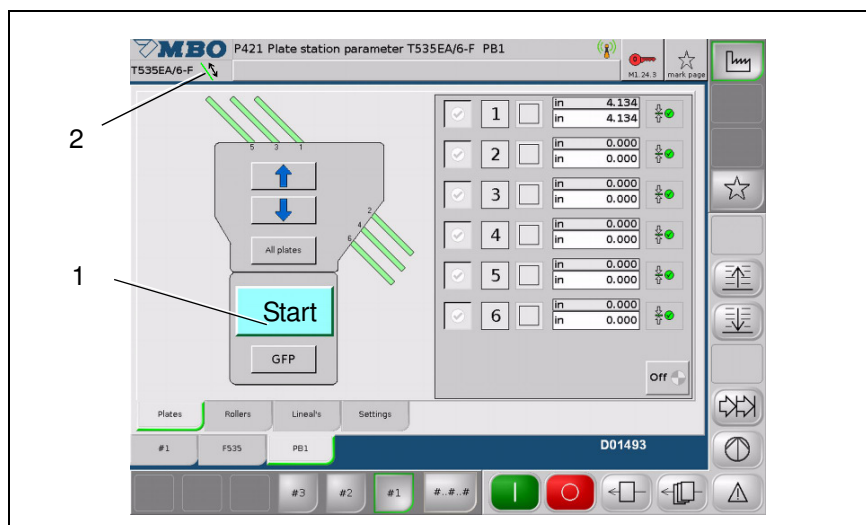 MBO
P421 Plate station parameter T535EA/6-F PB1
T535EA/6-F
M1.24.3
mark page
2
5 3 1
All plates
2
4
6
1
Start
GFP
1 in 4.134
in 4.134
2 in 0.000
in 0.000
3 in 0.000
in 0.000
4 in 0.000
in 0.000
5 in 0.000
in 0.000
6 in 0.000
in 0.000
Off
Plates Rollers Lineal's Settings
#1 F535 PB1
D01493
#3 #2 #1 #..#..#